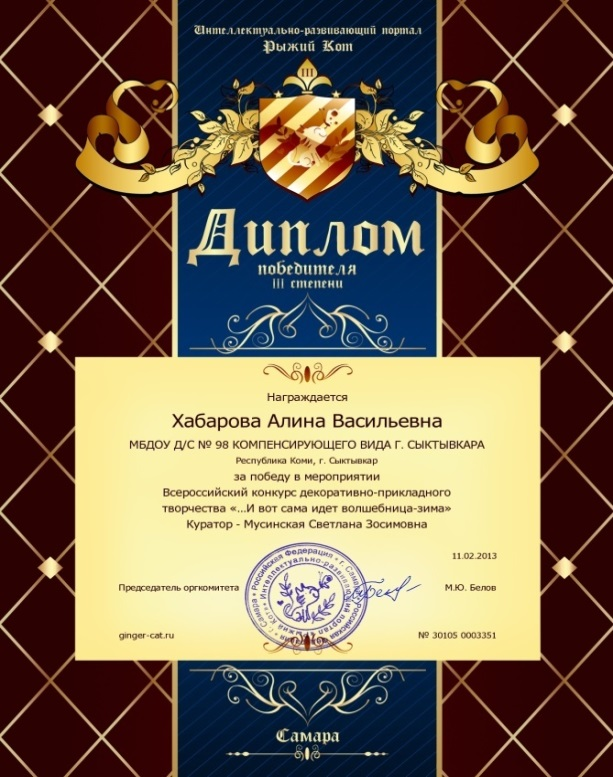 Интеллектуально-развивающий портал
Рыжий Кот
III
Диплом
победителя
III степени
Награждается
Хабарова Алина Васильевна
МБДОУ Д/С № 98 КОМПЕНСИРУЮЩЕГО ВИДА Г. СЫКТЫВКАРА
Республика Коми, г. Сыктывкар
за победу в мероприятии
Всероссийский конкурс декоративно-прикладного
творчества «...И вот сама идет волшебница-зима»
Куратор - Мусинская Светлана Зосимовна
11.02.2013
Председатель оргкомитета
М.Ю. Белов
Российская Федерация • г. Самара
Интеллектуально-развивающий портал
ginger-cat.ru
№ 30105 0003351
Самара